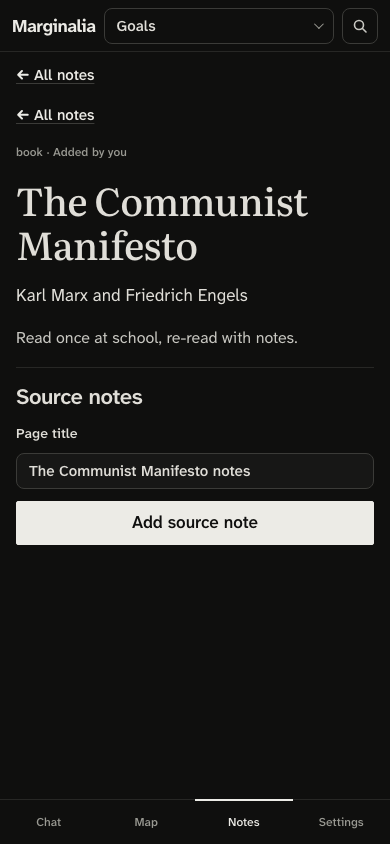 Marginalia
Goals
← All notes
← All notes
book · Added by you
The Communist
Manifesto
Karl Marx and Friedrich Engels
Read once at school, re-read with notes.
Source notes
Page title
The Communist Manifesto notes
Add source note
Chat Map Notes Settings